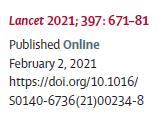 Lancet 2021; 397: 671–81
Published Online
February 2, 2021
https://doi.org/10.1016/
S0140-6736(21)00234-8